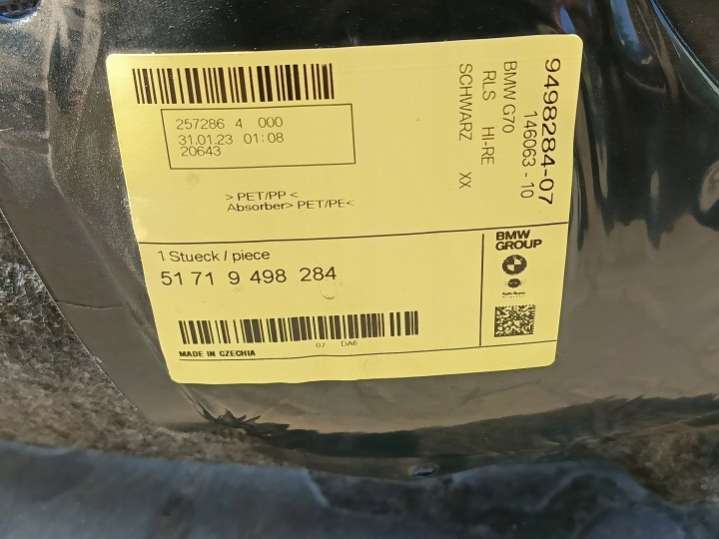 257286 4 000
31.01.23 01:08
20643
> PET/PP <
Absorber> PET/PE<
9498284-07
146063 - 10
BMW G70
RLS HI-RE
SCHWARZ XX
1 Stueck / piece
51 71 9 498 284
07 DA6
MADE IN CZECHIA
BMW
GROUP